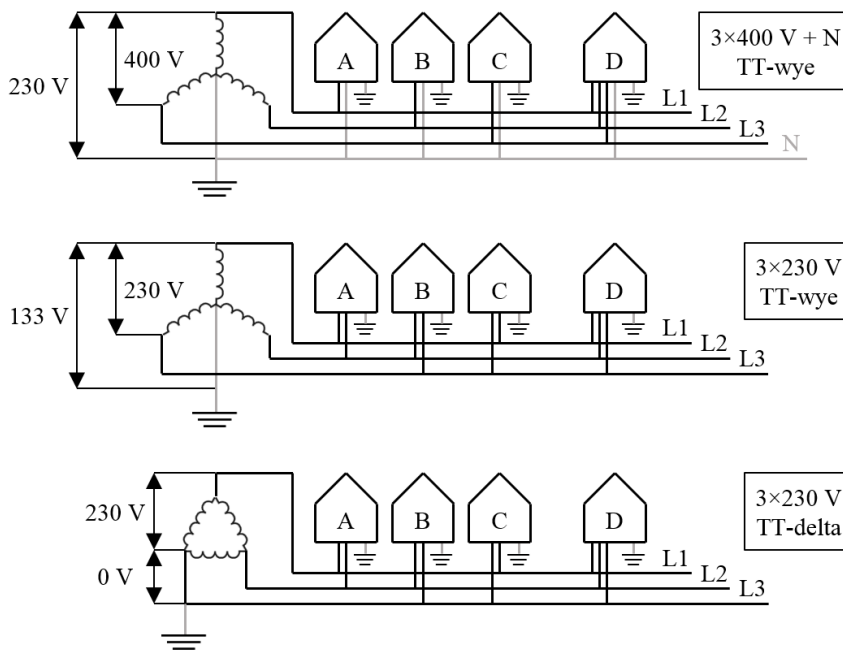 400 V
230 V
A
B
C
D
L1
L2
L3
N
3×400 V + N
TT-wye
230 V
133 V
A
B
C
D
L1
L2
L3
3×230 V
TT-wye
230 V
0 V
A
B
C
D
L1
L2
L3
3×230 V
TT-delta